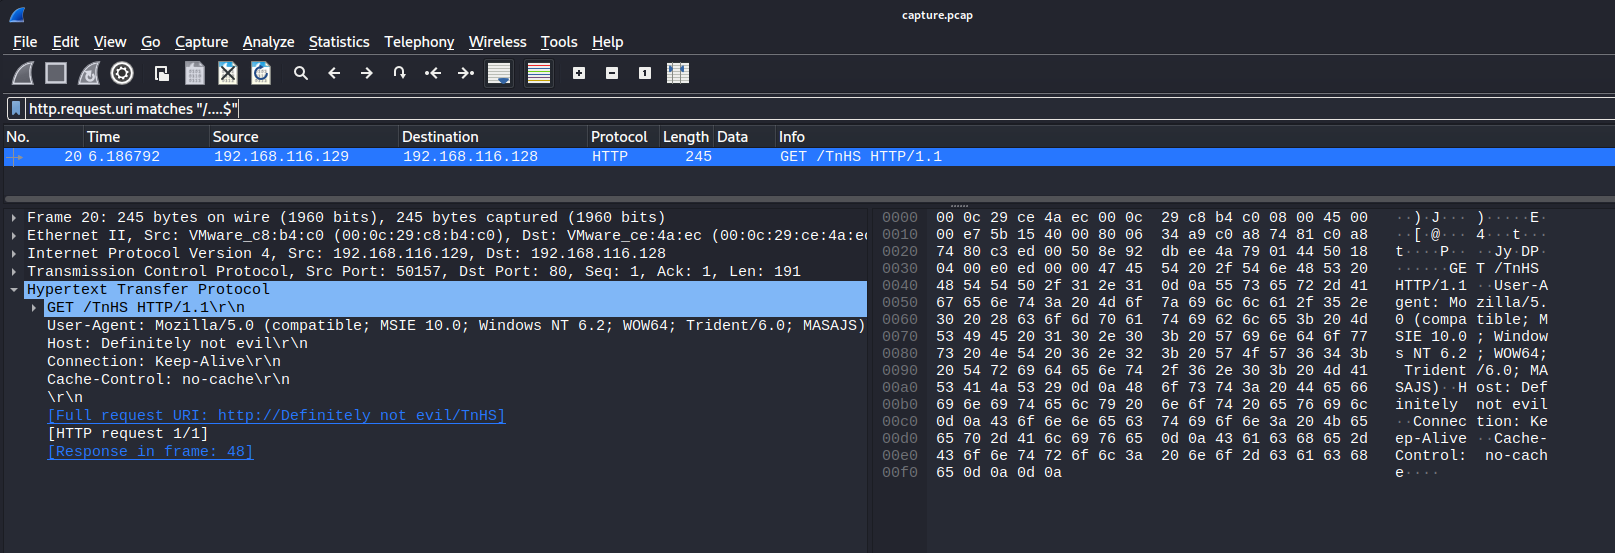 capture.pcap
File Edit View Go Capture Analyze Statistics Telephony Wireless Tools Help
http.request.uri matches "/....$"
No. Time Source Destination Protocol Length Data Info
20 6.186792 192.168.116.129 192.168.116.128 HTTP 245 GET /TnHS HTTP/1.1
Frame 20: 245 bytes on wire (1960 bits), 245 bytes captured (1960 bits)
Ethernet II, Src: VMware_c8:b4:c0 (00:0c:29:c8:b4:c0), Dst: VMware_ce:4a:ec (00:0c:29:ce:4a:ec
Internet Protocol Version 4, Src: 192.168.116.129, Dst: 192.168.116.128
Transmission Control Protocol, Src Port: 50157, Dst Port: 80, Seq: 1, Ack: 1, Len: 191
Hypertext Transfer Protocol
GET /TnHS HTTP/1.1\r\n
User-Agent: Mozilla/5.0 (compatible; MSIE 10.0; Windows NT 6.2; WOW64; Trident/6.0; MASAJS)
Host: Definitely not evil\r\n
Connection: Keep-Alive\r\n
Cache-Control: no-cache\r\n
\r\n
[Full request URI: http://Definitely not evil/TnHS]
[HTTP request 1/1]
[Response in frame: 48]
0000 00 0c 29 ce 4a ec 00 0c 29 c8 b4 c0 08 00 45 00 ··)·J··· )·····E·
0010 00 e7 5b 15 40 00 80 06 34 a9 c0 a8 74 81 c0 a8 ··[·@··· 4···t···
0020 74 80 c3 ed 00 50 8e 92 db ee 4a 79 01 44 50 18 t····P·· ··Jy·DP·
0030 04 00 e0 ed 00 00 47 45 54 20 2f 54 6e 48 53 20 ······GE T /TnHS
0040 48 54 54 50 2f 31 2e 31 0d 0a 55 73 65 72 2d 41 HTTP/1.1 ··User-A
0050 67 65 6e 74 3a 20 4d 6f 7a 69 6c 6c 61 2f 35 2e gent: Mo zilla/5.
0060 30 20 28 63 6f 6d 70 61 74 69 62 6c 65 3b 20 4d 0 (compa tible; M
0070 53 49 45 20 31 30 2e 30 3b 20 57 69 6e 64 6f 77 SIE 10.0 ; Window
0080 73 20 4e 54 20 36 2e 32 3b 20 57 4f 57 36 34 3b s NT 6.2 ; WOW64;
0090 20 54 72 69 64 65 6e 74 2f 36 2e 30 3b 20 4d 41 Trident /6.0; MA
00a0 53 41 4a 53 29 0d 0a 48 6f 73 74 3a 20 44 65 66 SAJS)··H ost: Def
00b0 69 6e 69 74 65 6c 79 20 6e 6f 74 20 65 76 69 6c initely not evil
00c0 0d 0a 43 6f 6e 6e 65 63 74 69 6f 6e 3a 20 4b 65 ··Connec tion: Ke
00d0 65 70 2d 41 6c 69 76 65 0d 0a 43 61 63 68 65 2d ep-Alive ··Cache-
00e0 43 6f 6e 74 72 6f 6c 3a 20 6e 6f 2d 63 61 63 68 Control: no-cach
00f0 65 0d 0a 0d 0a e····